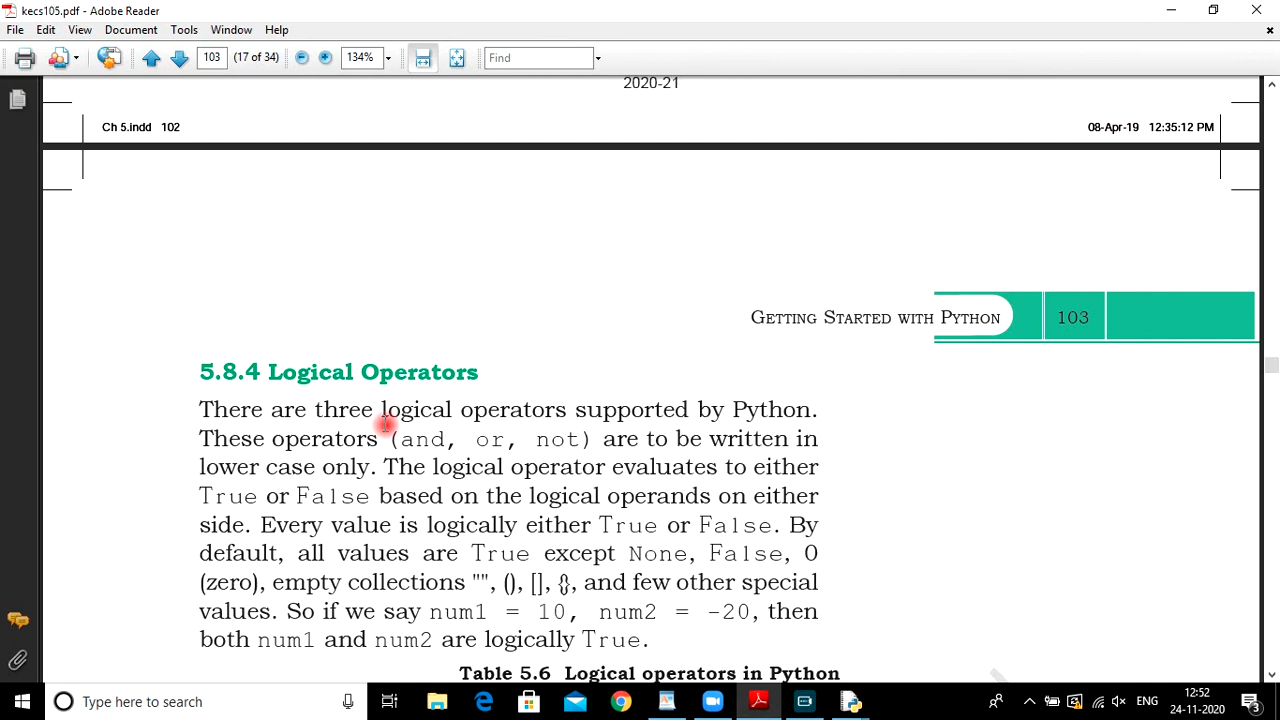 kecs105.pdf - Adobe Reader
File Edit View Document Tools Window Help
103 (17 of 34) 134% Find
2020-21
Ch 5.indd 102 08-Apr-19 12:35:12 PM
GETTING STARTED WITH PYTHON 103
5.8.4 Logical Operators
There are three logical operators supported by Python.
These operators (and, or, not) are to be written in
lower case only. The logical operator evaluates to either
True or False based on the logical operands on either
side. Every value is logically either True or False. By
default, all values are True except None, False, 0
(zero), empty collections "", (), [], {}, and few other special
values. So if we say num1 = 10, num2 = -20, then
both num1 and num2 are logically True.
Table 5.6 Logical operators in Python
Type here to search
ENG
12:52
24-11-2020
3